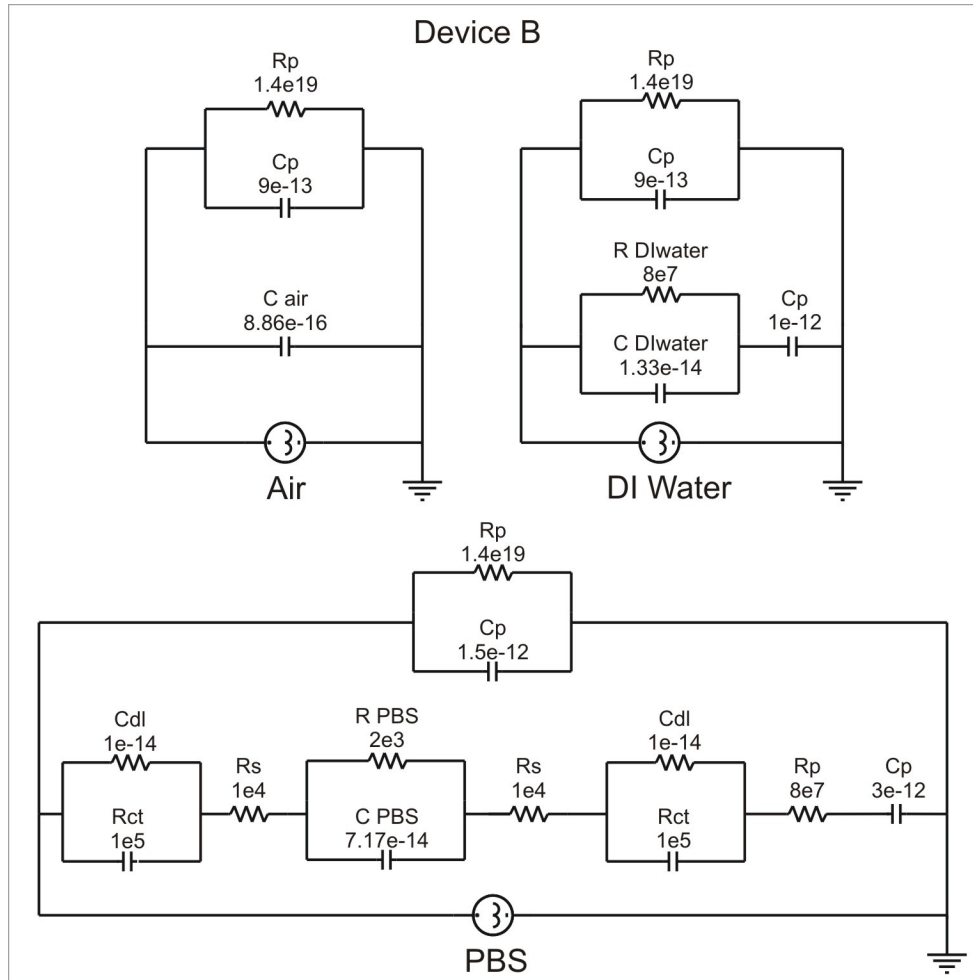 Device B
Rp
1.4e19
Cp
9e-13
C air
8.86e-16
Air
Rp
1.4e19
Cp
9e-13
R DIwater
8e7
C DIwater
1.33e-14
Cp
1e-12
DI Water
Rp
1.4e19
Cp
1.5e-12
Cdl
1e-14
Rct
1e5
Rs
1e4
R PBS
2e3
C PBS
7.17e-14
Rs
1e4
Cdl
1e-14
Rct
1e5
Rp
8e7
Cp
3e-12
PBS